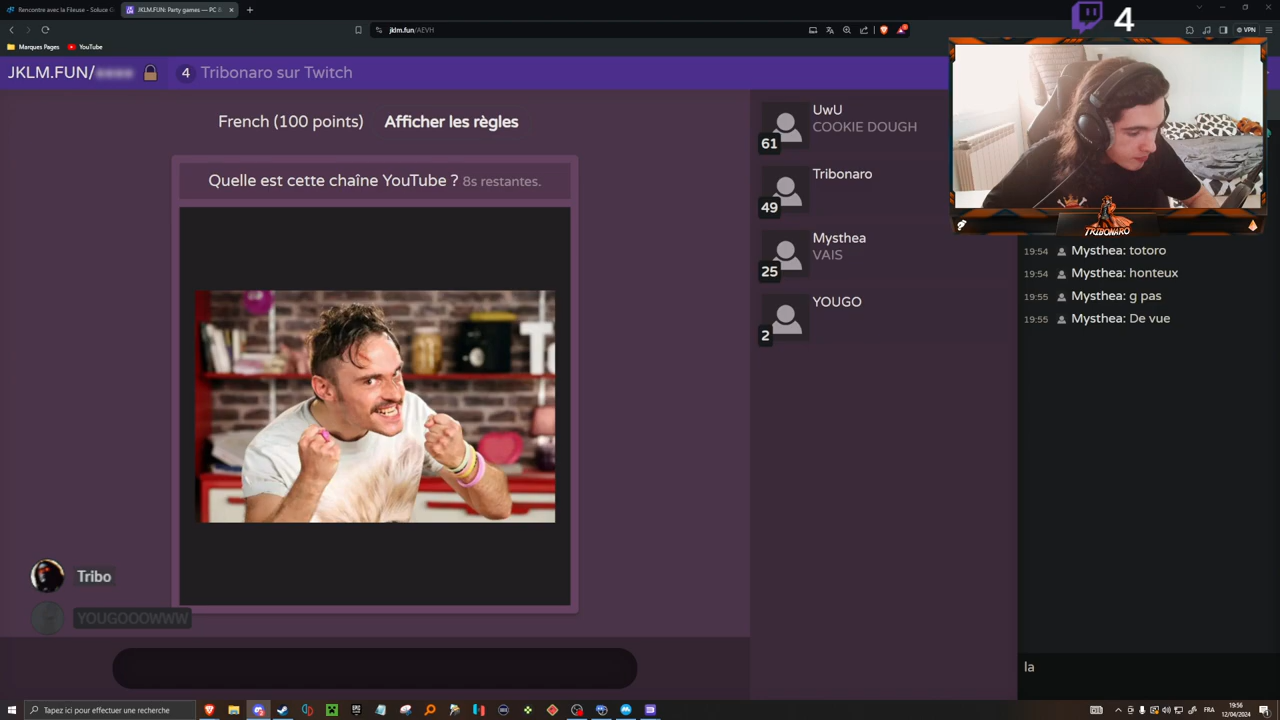 Rencontre avec la Fileuse - Soluce G
JKLM.FUN: Party games — PC B
jklm.fun/AEVH
VPN
Marques Pages
YouTube
4
JKLM.FUN/
4
Tribonaro sur Twitch
French (100 points)
Afficher les règles
Quelle est cette chaîne YouTube ? 8s restantes.
UwU
COOKIE DOUGH
61
Tribonaro
49
Mysthea
VAIS
25
YOUGO
2
TRIBONARO
19:54 Mysthea: totoro
19:54 Mysthea: honteux
19:55 Mysthea: g pas
19:55 Mysthea: De vue
Tribo
YOUGOOOWWW
la
Tapez ici pour effectuer une recherche
FRA
19:56
12/04/2024